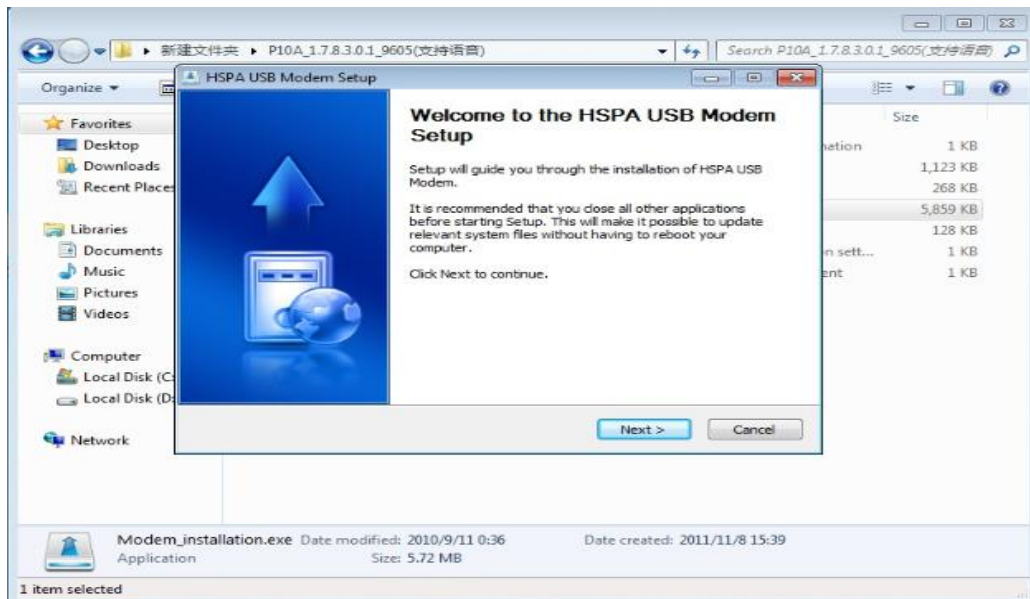 新建文件夹 ▸ P10A_1.7.8.3.0.1_9605(支持语音)
Search P10A_1.7.8.3.0.1_9605(支持语音)
Organize
HSPA USB Modem Setup
Size
Favorites
Desktop
Downloads
Recent Places
Libraries
Documents
Music
Pictures
Videos
Computer
Local Disk (C:
Local Disk (D:
Network
Welcome to the HSPA USB Modem
Setup
Setup will guide you through the installation of HSPA USB
Modem.
It is recommended that you close all other applications
before starting Setup. This will make it possible to update
relevant system files without having to reboot your
computer.
Click Next to continue.
Next >
Cancel
1 KB
1,123 KB
268 KB
5,859 KB
128 KB
n sett... 1 KB
ent 1 KB
Modem_installation.exe Date modified: 2010/9/11 0:36 Date created: 2011/11/8 15:39
Application Size: 5.72 MB
1 item selected